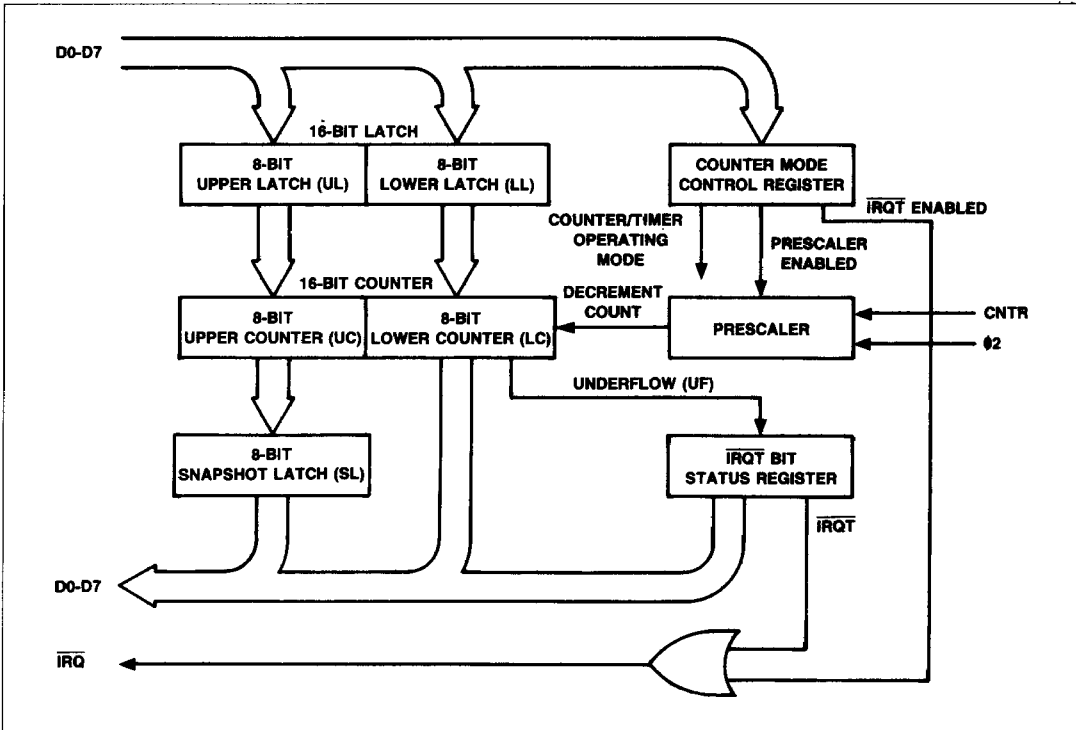 D0-D7
16-BIT LATCH
8-BIT
UPPER LATCH (UL)
8-BIT
LOWER LATCH (LL)
COUNTER MODE
CONTROL REGISTER
IRQT ENABLED
COUNTER/TIMER
OPERATING
MODE
PRESCALER
ENABLED
16-BIT COUNTER
8-BIT
UPPER COUNTER (UC)
8-BIT
LOWER COUNTER (LC)
DECREMENT
COUNT
PRESCALER
CNTR
ϕ2
UNDERFLOW (UF)
8-BIT
SNAPSHOT LATCH (SL)
IRQT BIT
STATUS REGISTER
IRQT
D0-D7
IRQ